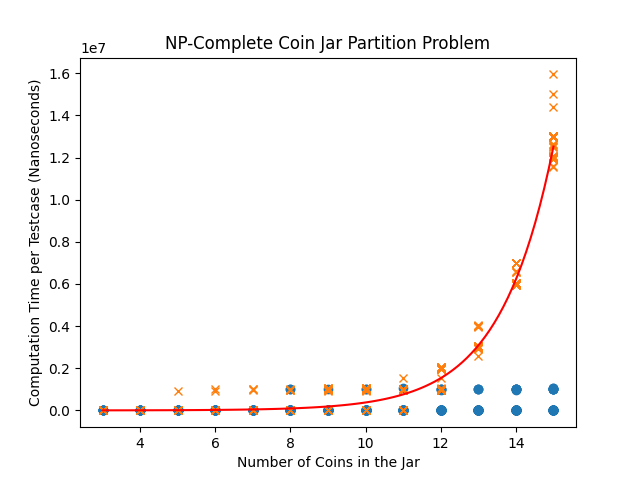 NP-Complete Coin Jar Partition Problem
1e7
Computation Time per Testcase (Nanoseconds)
1.6
1.4
1.2
1.0
0.8
0.6
0.4
0.2
0.0
4 6 8 10 12 14
Number of Coins in the Jar